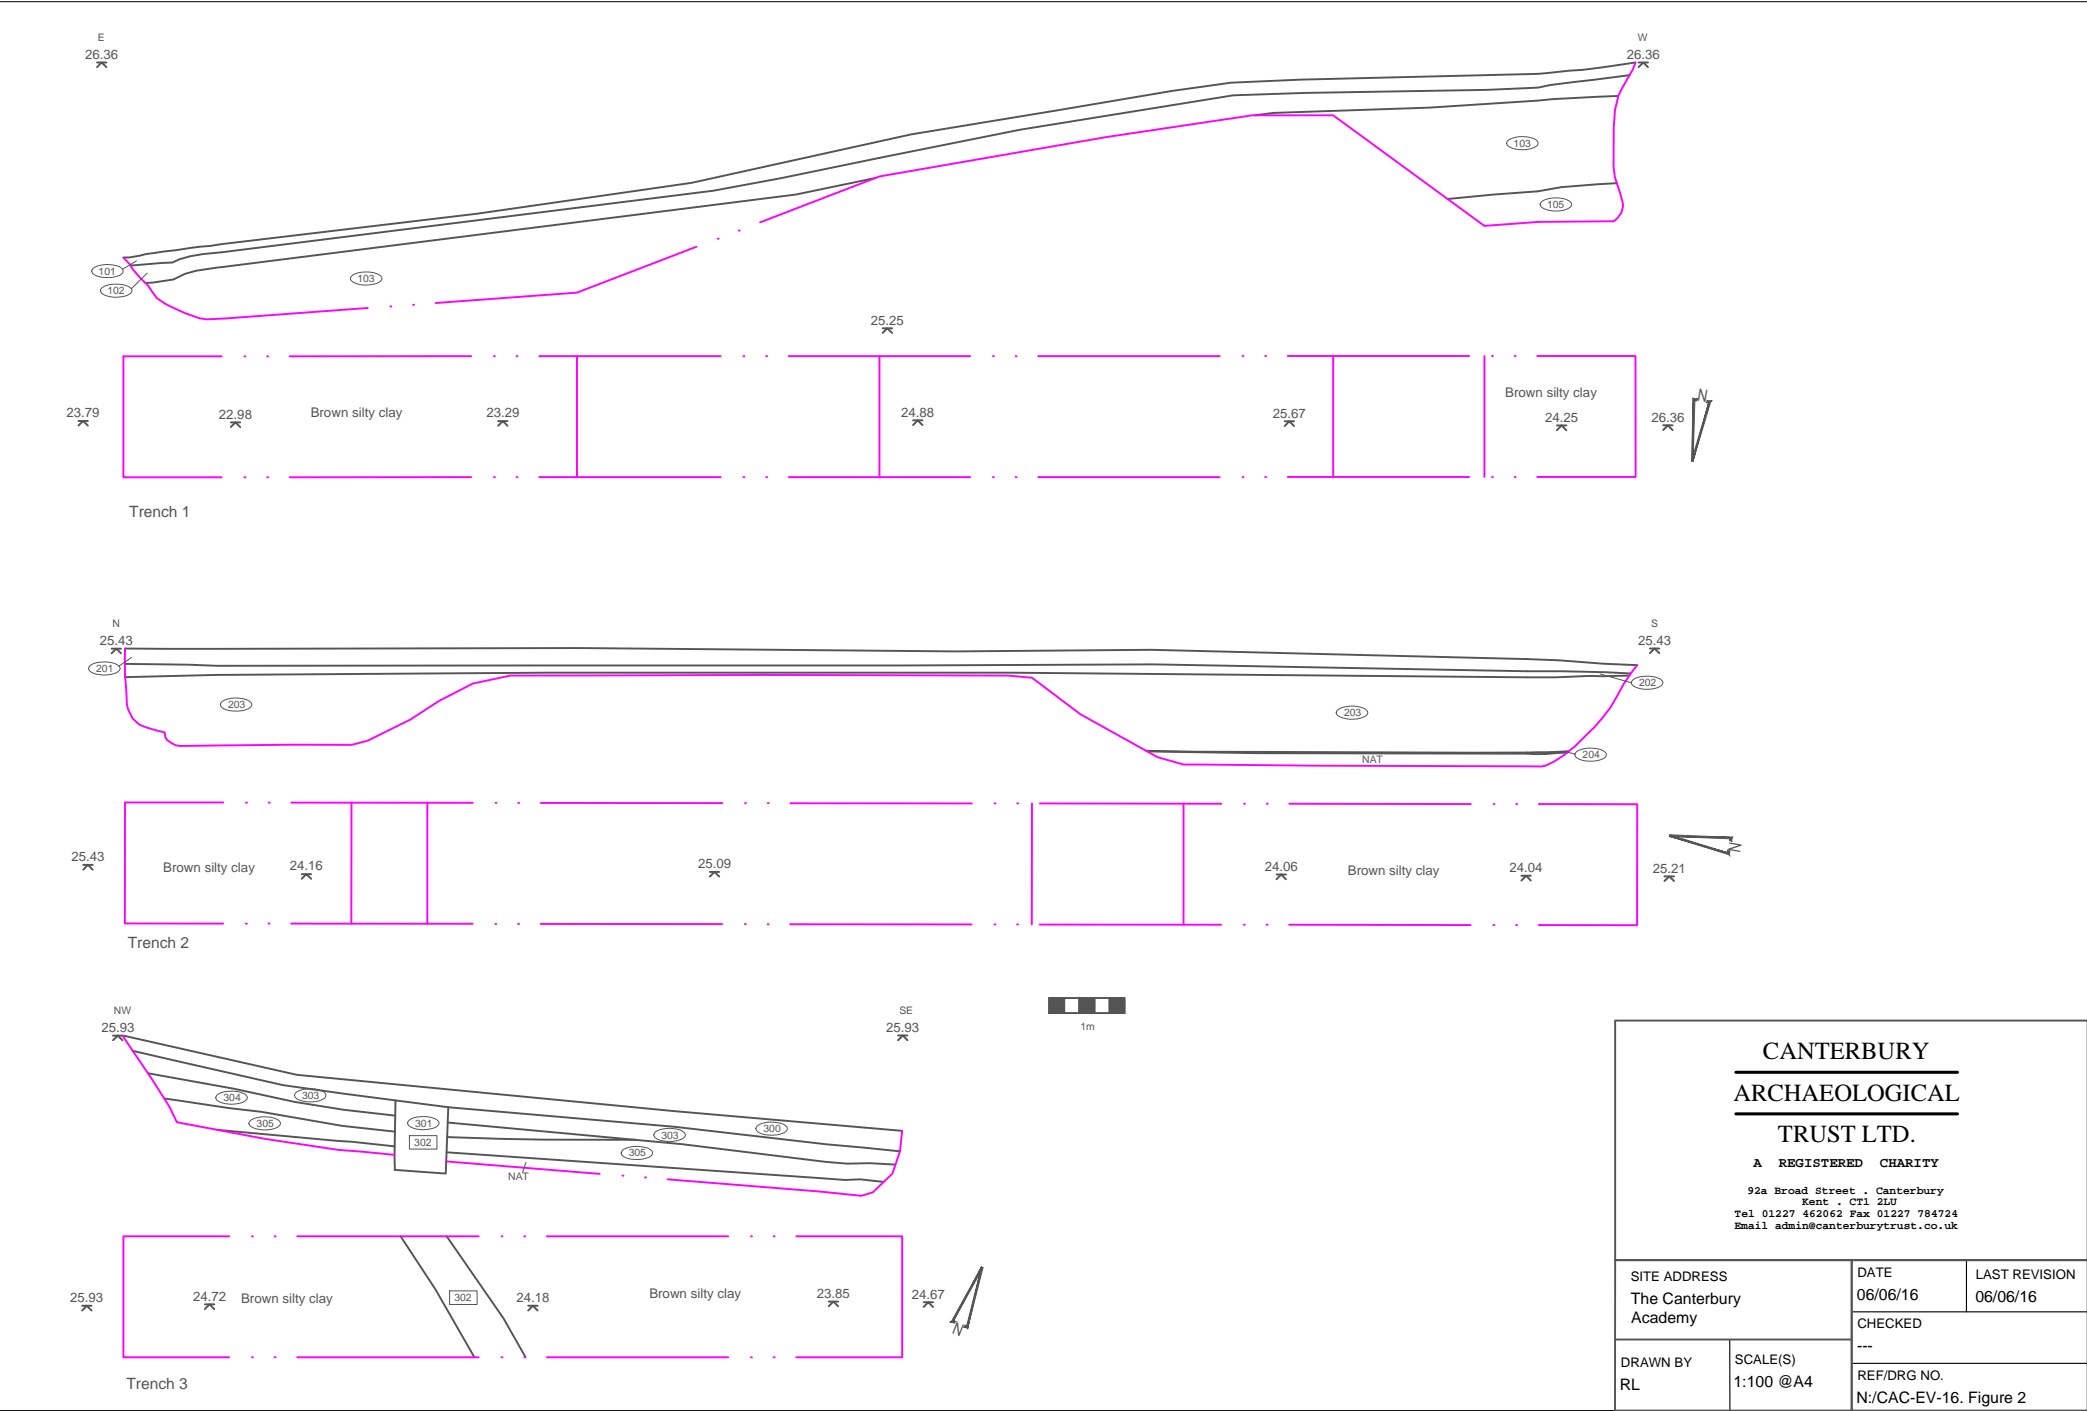 E
26.36
W
26.36
103
105
101
102
103
25.25
23.79
22.98
Brown silty clay
23.29
24.88
25.67
Brown silty clay
24.25
26.36
N
Trench 1
N
25.43
S
25.43
201
203
203
202
204
NAT
25.43
Brown silty clay
24.16
25.09
24.06
Brown silty clay
24.04
25.21
N
Trench 2
NW
25.93
SE
25.93
1m
304
303
305
301
302
303
300
305
NAT
25.93
24.72
Brown silty clay
302
24.18
Brown silty clay
23.85
24.67
N
Trench 3
CANTERBURY
ARCHAEOLOGICAL
TRUST LTD.
A REGISTERED CHARITY
92a Broad Street . Canterbury
Kent . CT1 2LU
Tel 01227 462062 Fax 01227 784724
Email admin@canterburytrust.co.uk
SITE ADDRESS
The Canterbury
Academy
DATE
06/06/16
LAST REVISION
06/06/16
CHECKED
---
DRAWN BY
RL
SCALE(S)
1:100 @A4
REF/DRG NO.
N:/CAC-EV-16. Figure 2